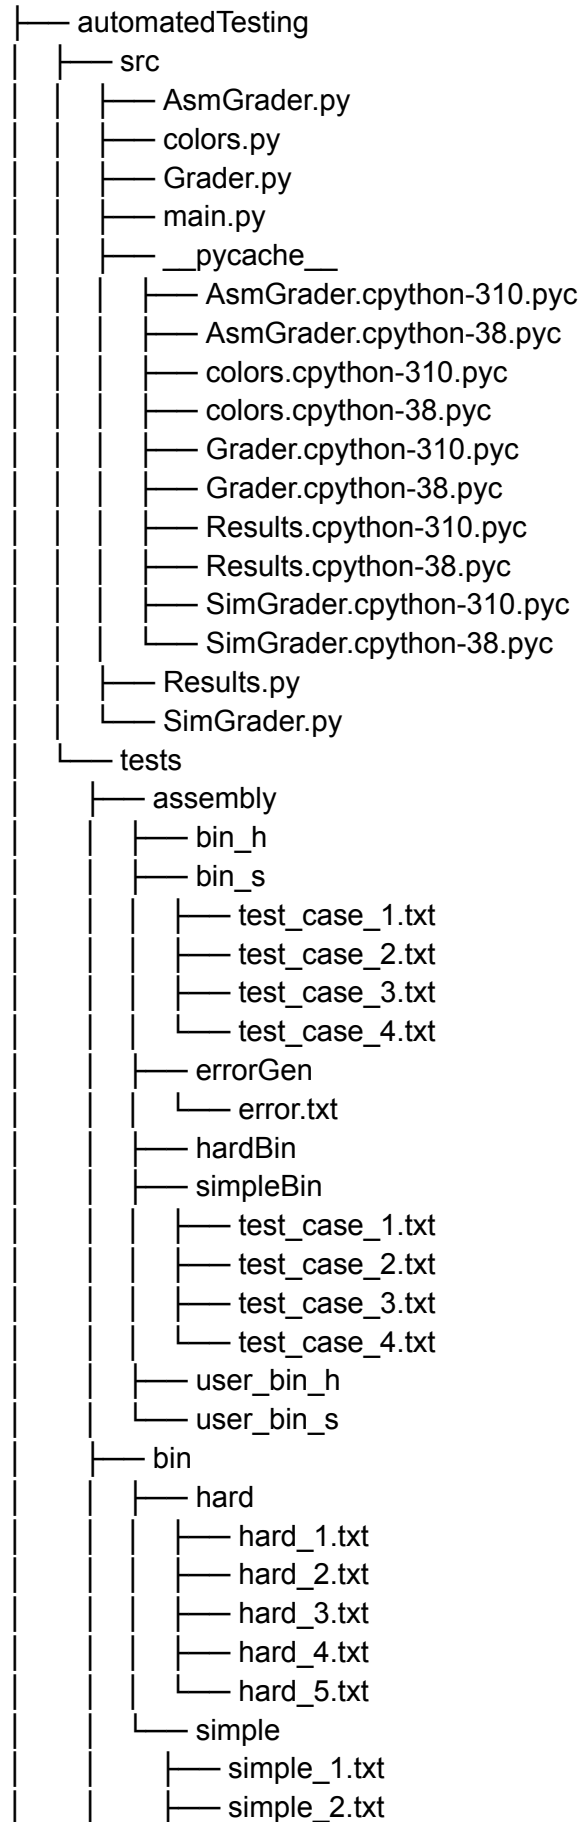 ├── automatedTesting
│ ├── src
│ │ ├── AsmGrader.py
│ │ ├── colors.py
│ │ ├── Grader.py
│ │ ├── main.py
│ │ ├── __pycache__
│ │ │ ├── AsmGrader.cpython-310.pyc
│ │ │ ├── AsmGrader.cpython-38.pyc
│ │ │ ├── colors.cpython-310.pyc
│ │ │ ├── colors.cpython-38.pyc
│ │ │ ├── Grader.cpython-310.pyc
│ │ │ ├── Grader.cpython-38.pyc
│ │ │ ├── Results.cpython-310.pyc
│ │ │ ├── Results.cpython-38.pyc
│ │ │ ├── SimGrader.cpython-310.pyc
│ │ │ └── SimGrader.cpython-38.pyc
│ │ ├── Results.py
│ │ └── SimGrader.py
│ └── tests
│ ├── assembly
│ │ ├── bin_h
│ │ ├── bin_s
│ │ │ ├── test_case_1.txt
│ │ │ ├── test_case_2.txt
│ │ │ ├── test_case_3.txt
│ │ │ └── test_case_4.txt
│ │ ├── errorGen
│ │ │ └── error.txt
│ │ ├── hardBin
│ │ ├── simpleBin
│ │ │ ├── test_case_1.txt
│ │ │ ├── test_case_2.txt
│ │ │ ├── test_case_3.txt
│ │ │ └── test_case_4.txt
│ │ ├── user_bin_h
│ │ └── user_bin_s
│ ├── bin
│ │ ├── hard
│ │ │ ├── hard_1.txt
│ │ │ ├── hard_2.txt
│ │ │ ├── hard_3.txt
│ │ │ ├── hard_4.txt
│ │ │ └── hard_5.txt
│ │ └── simple
│ │ ├── simple_1.txt
│ │ ├── simple_2.txt